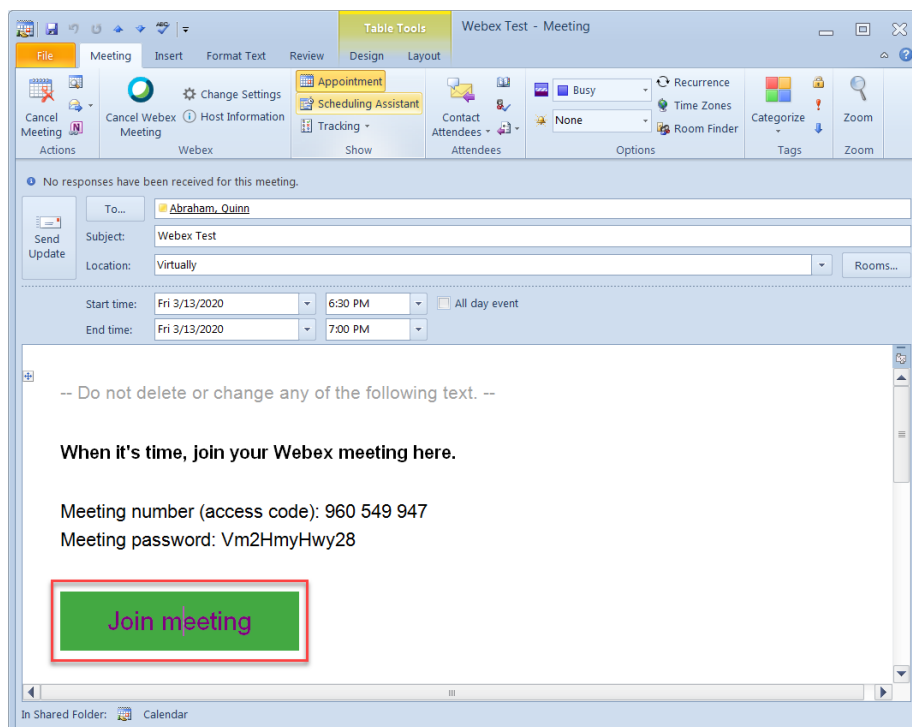 Table Tools
Webex Test - Meeting
File Meeting Insert Format Text Review Design Layout
Cancel Meeting
Actions
Cancel Webex Meeting
Change Settings
Host Information
Webex
Appointment
Scheduling Assistant
Tracking
Show
Contact Attendees
Attendees
Busy
None
Recurrence
Time Zones
Room Finder
Options
Categorize
Tags
Zoom
Zoom
No responses have been received for this meeting.
Send Update
To... Abraham, Quinn
Subject: Webex Test
Location: Virtually Rooms...
Start time: Fri 3/13/2020 6:30 PM All day event
End time: Fri 3/13/2020 7:00 PM
-- Do not delete or change any of the following text. --
When it's time, join your Webex meeting here.
Meeting number (access code): 960 549 947
Meeting password: Vm2HmyHwy28
Join meeting
In Shared Folder: Calendar